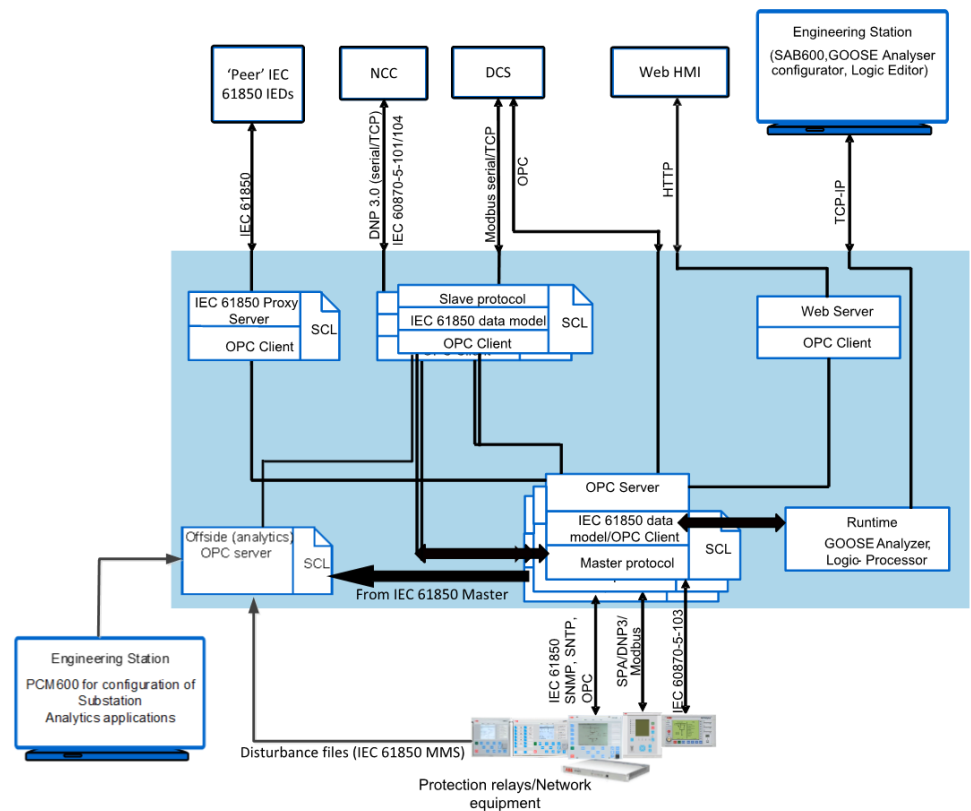 Engineering Station
(SAB600,GOOSE Analyser
configurator, Logic Editor)
'Peer' IEC
61850 IEDs
NCC
DCS
Web HMI
IEC 61850
DNP 3.0 (serial/TCP)
IEC 60870-5-101/104
Modbus serial/TCP
OPC
HTTP
TCP-IP
IEC 61850 Proxy
Server
OPC Client
SCL
Slave protocol
IEC 61850 data model
OPC Client
SCL
OPC Client
Web Server
OPC Client
OPC Server
IEC 61850 data
model/OPC Client
Master protocol
SCL
Runtime
GOOSE Analyzer,
Logio- Processor
Offside (analytics)
OPC server
SCL
From IEC 61850 Master
Engineering Station
PCM600 for configuration of
Substation
Analytics applications
IEC 61850
SNMP, SNTP,
OPC
SPA/DNP3/
Modbus
IEC 60870-5-103
Disturbance files (IEC 61850 MMS)
Protection relays/Network
equipment